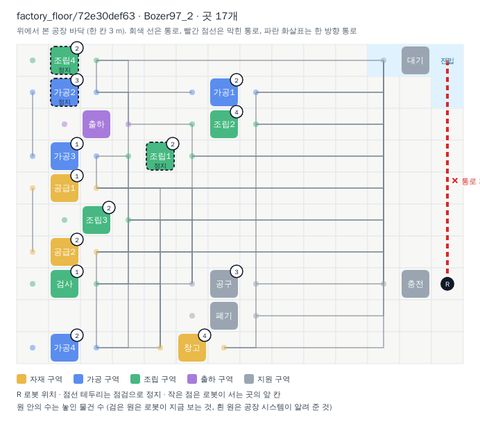 factory_floor/72e30def63 · Bozer97_2 · 곳 17개
위에서 본 공장 바닥 (한 칸 3 m). 회색 선은 통로, 빨간 점선은 막힌 통로, 파란 화살표는 한 방향 통로
조립4 2 대기 진입
정지
가공2 3 가공1 2
정지
출하 조립2 4
가공3 1 조립1 2 통로
정지
공급1 1
조립3 2
공급2 2
검사 1 공구 3 충전 R
폐기
가공4 2 창고 4
자재 구역 가공 구역 조립 구역 출하 구역 지원 구역
R 로봇 위치 · 점선 테두리는 점검으로 정지 · 작은 점은 로봇이 서는 곳의 앞 칸
원 안의 수는 놓인 물건 수 (검은 원은 로봇이 지금 보는 것, 흰 원은 공장 시스템이 알려 준 것)